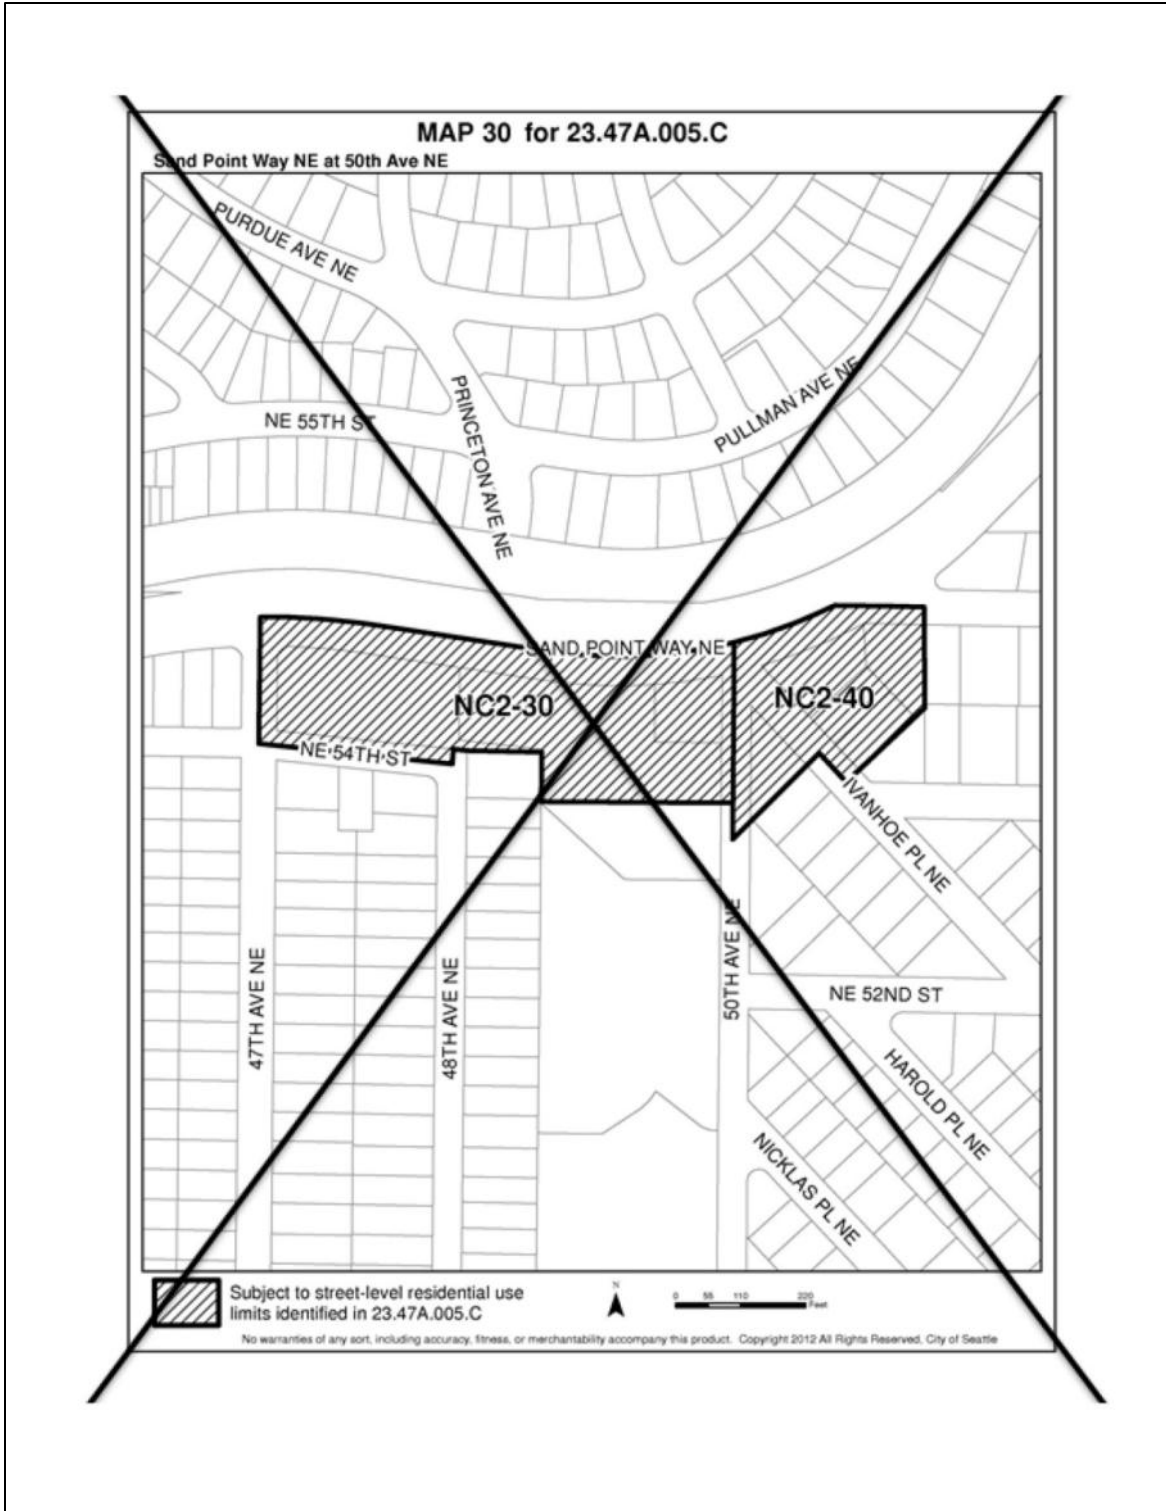 MAP 30 for 23.47A.005.C
Sand Point Way NE at 50th Ave NE
PURDUE AVE NE
PRINCETON AVE NE
PULLMAN AVE NE
NE 55TH ST
SAND POINT WAY NE
NC2-30
NC2-40
NE 54TH ST
IVANHOE PL NE
47TH AVE NE
48TH AVE NE
50TH AVE NE
NE 52ND ST
HAROLD PL NE
NICKLAS PL NE
Subject to street-level residential use
limits identified in 23.47A.005.C
N
0 55 110 220
Feet
No warranties of any sort, including accuracy, fitness, or merchantability accompany this product. Copyright 2012 All Rights Reserved, City of Seattle